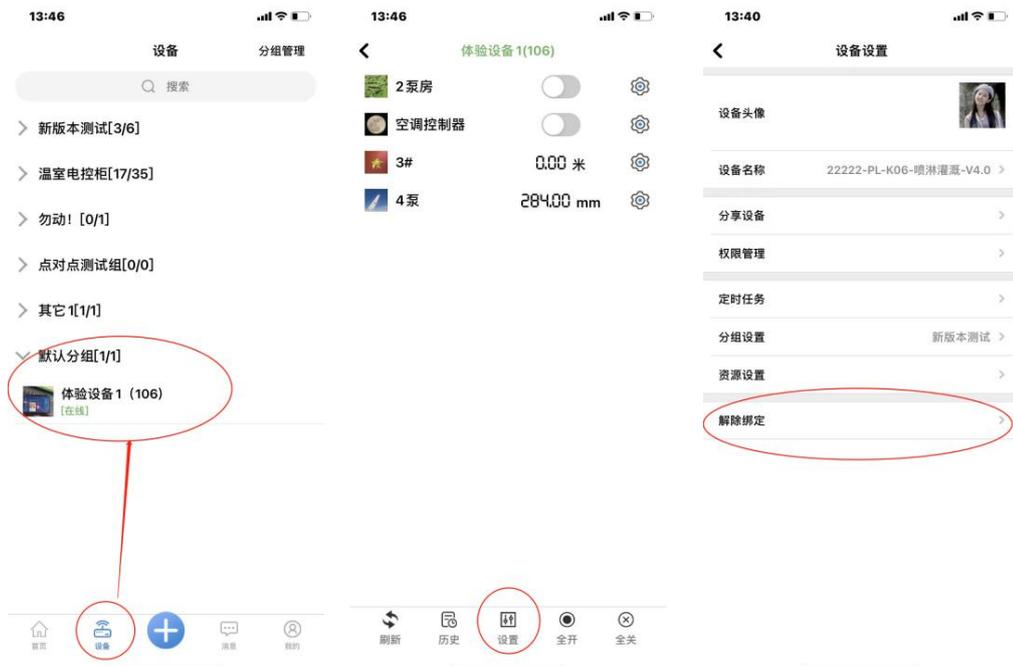 13:46
设备
分组管理
搜索
新版本测试[3/6]
温室电控柜[17/35]
勿动！[0/1]
点对点测试组[0/0]
其它1[1/1]
默认分组[1/1]
体验设备1（106）
[在线]
首页
设备
消息
我的
13:46
体验设备1(106)
2泵房
空调控制器
3#
0.00 米
4泵
284.00 mm
刷新
历史
设置
全开
全关
13:40
设备设置
设备头像
设备名称
22222-PL-K06-喷淋灌溉-V4.0
分享设备
权限管理
定时任务
分组设置
新版本测试
资源设置
解除绑定